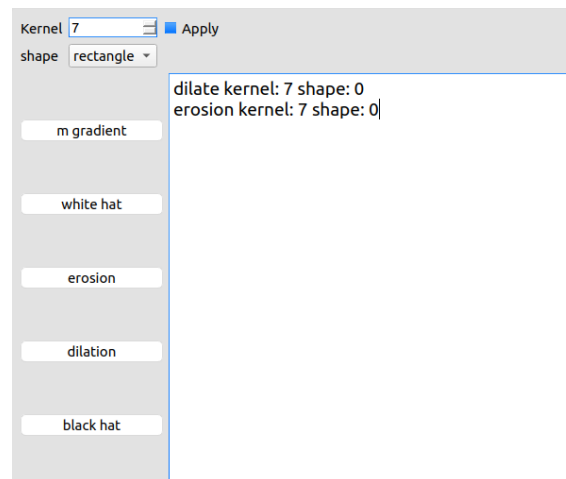 Kernel 7 Apply
shape rectangle
dilate kernel: 7 shape: 0
erosion kernel: 7 shape: 0
m gradient
white hat
erosion
dilation
black hat